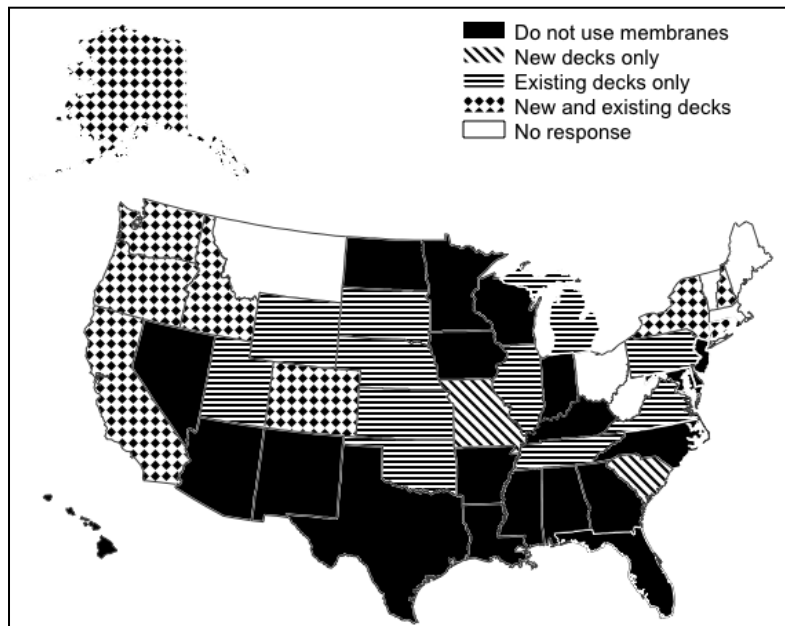 Do not use membranes
New decks only
Existing decks only
New and existing decks
No response